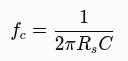 f_c = \frac{1}{2\pi R_s C}